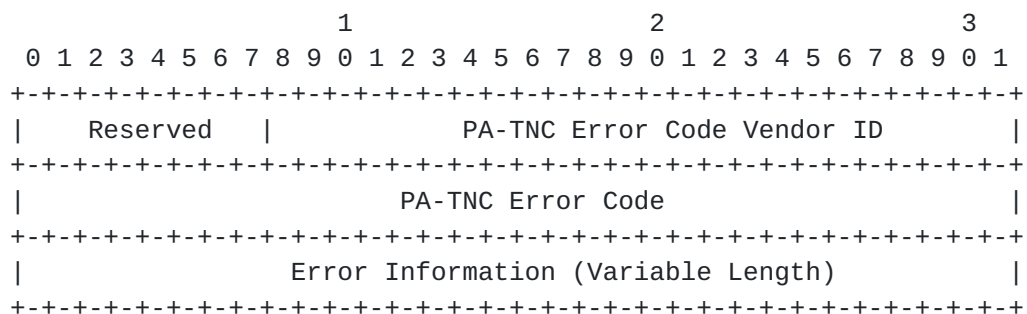 1                   2                   3
 0 1 2 3 4 5 6 7 8 9 0 1 2 3 4 5 6 7 8 9 0 1 2 3 4 5 6 7 8 9 0 1
+-+-+-+-+-+-+-+-+-+-+-+-+-+-+-+-+-+-+-+-+-+-+-+-+-+-+-+-+-+-+-+-+
|    Reserved   |            PA-TNC Error Code Vendor ID        |
+-+-+-+-+-+-+-+-+-+-+-+-+-+-+-+-+-+-+-+-+-+-+-+-+-+-+-+-+-+-+-+-+
|                        PA-TNC Error Code                      |
+-+-+-+-+-+-+-+-+-+-+-+-+-+-+-+-+-+-+-+-+-+-+-+-+-+-+-+-+-+-+-+-+
|                 Error Information (Variable Length)           |
+-+-+-+-+-+-+-+-+-+-+-+-+-+-+-+-+-+-+-+-+-+-+-+-+-+-+-+-+-+-+-+-+